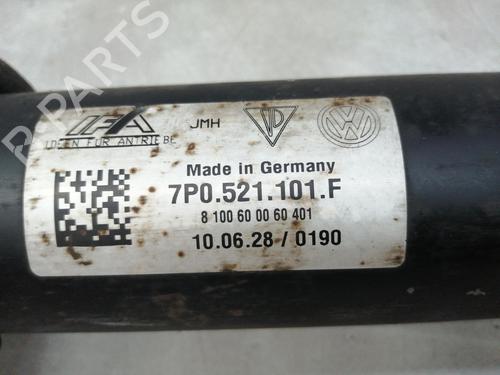 IFA
IDEEN FÜR ANTRIEBE
JMH
VW
Made in Germany
7P0.521.101.F
8 100 60 00 60 401
10.06.28 / 0190
B-PARTS